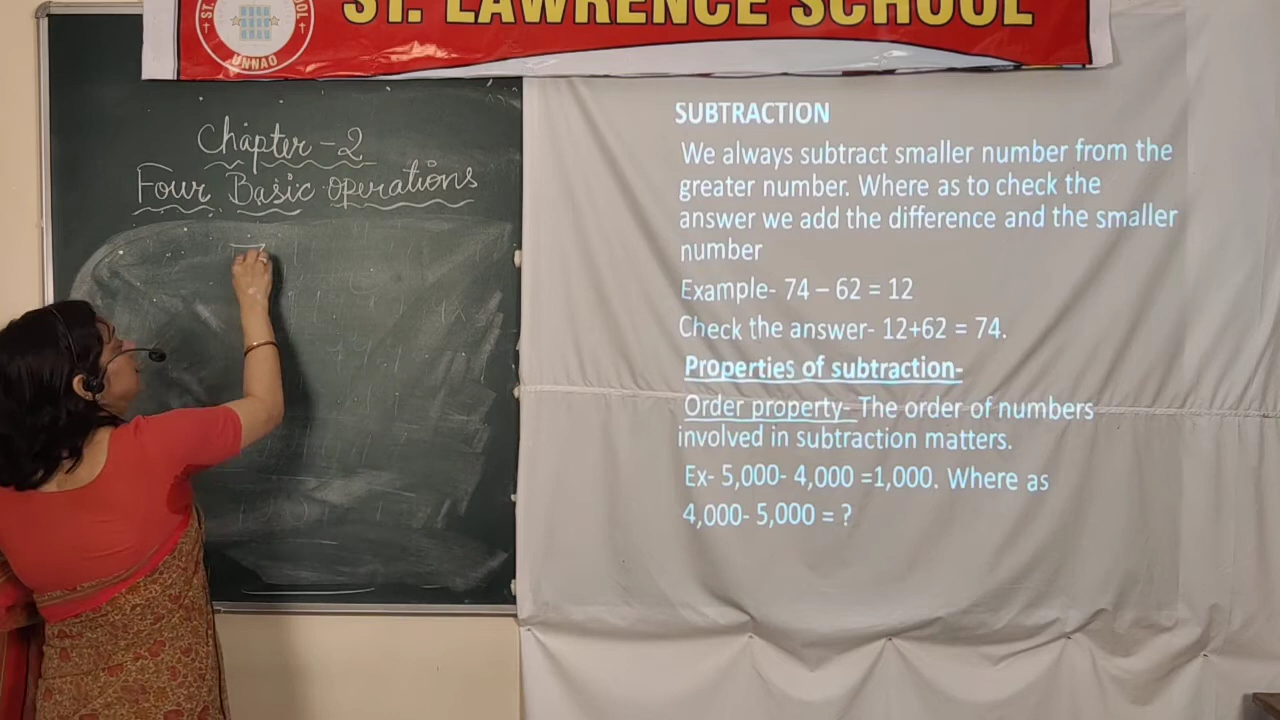 ST. LAWRENCE SCHOOL
UNNAO
Chapter-2
Four Basic Operations
SUBTRACTION
We always subtract smaller number from the
greater number. Where as to check the
answer we add the difference and the smaller
number
Example- 74 – 62 = 12
Check the answer- 12+62 = 74.
Properties of subtraction-
Order property- The order of numbers
involved in subtraction matters.
Ex- 5,000- 4,000 =1,000. Where as
4,000- 5,000 = ?